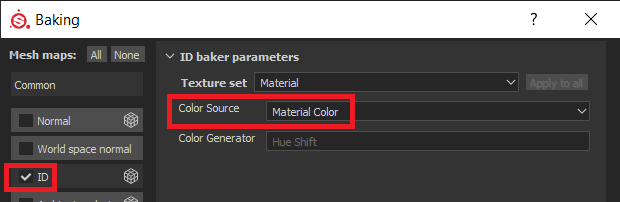 Baking
Mesh maps: All None
Common
Normal
World space normal
ID
ID baker parameters
Texture set Material Apply to all
Color Source Material Color
Color Generator Hue Shift